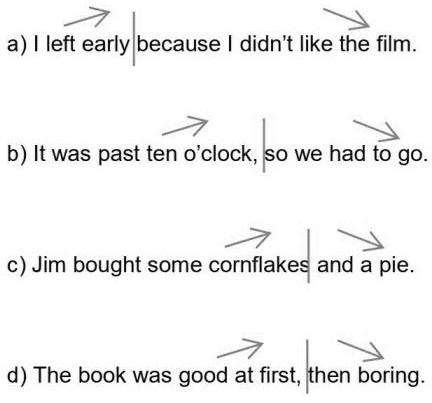 a) I left early because I didn't like the film.
b) It was past ten o'clock, so we had to go.
c) Jim bought some cornflakes and a pie.
d) The book was good at first, then boring.